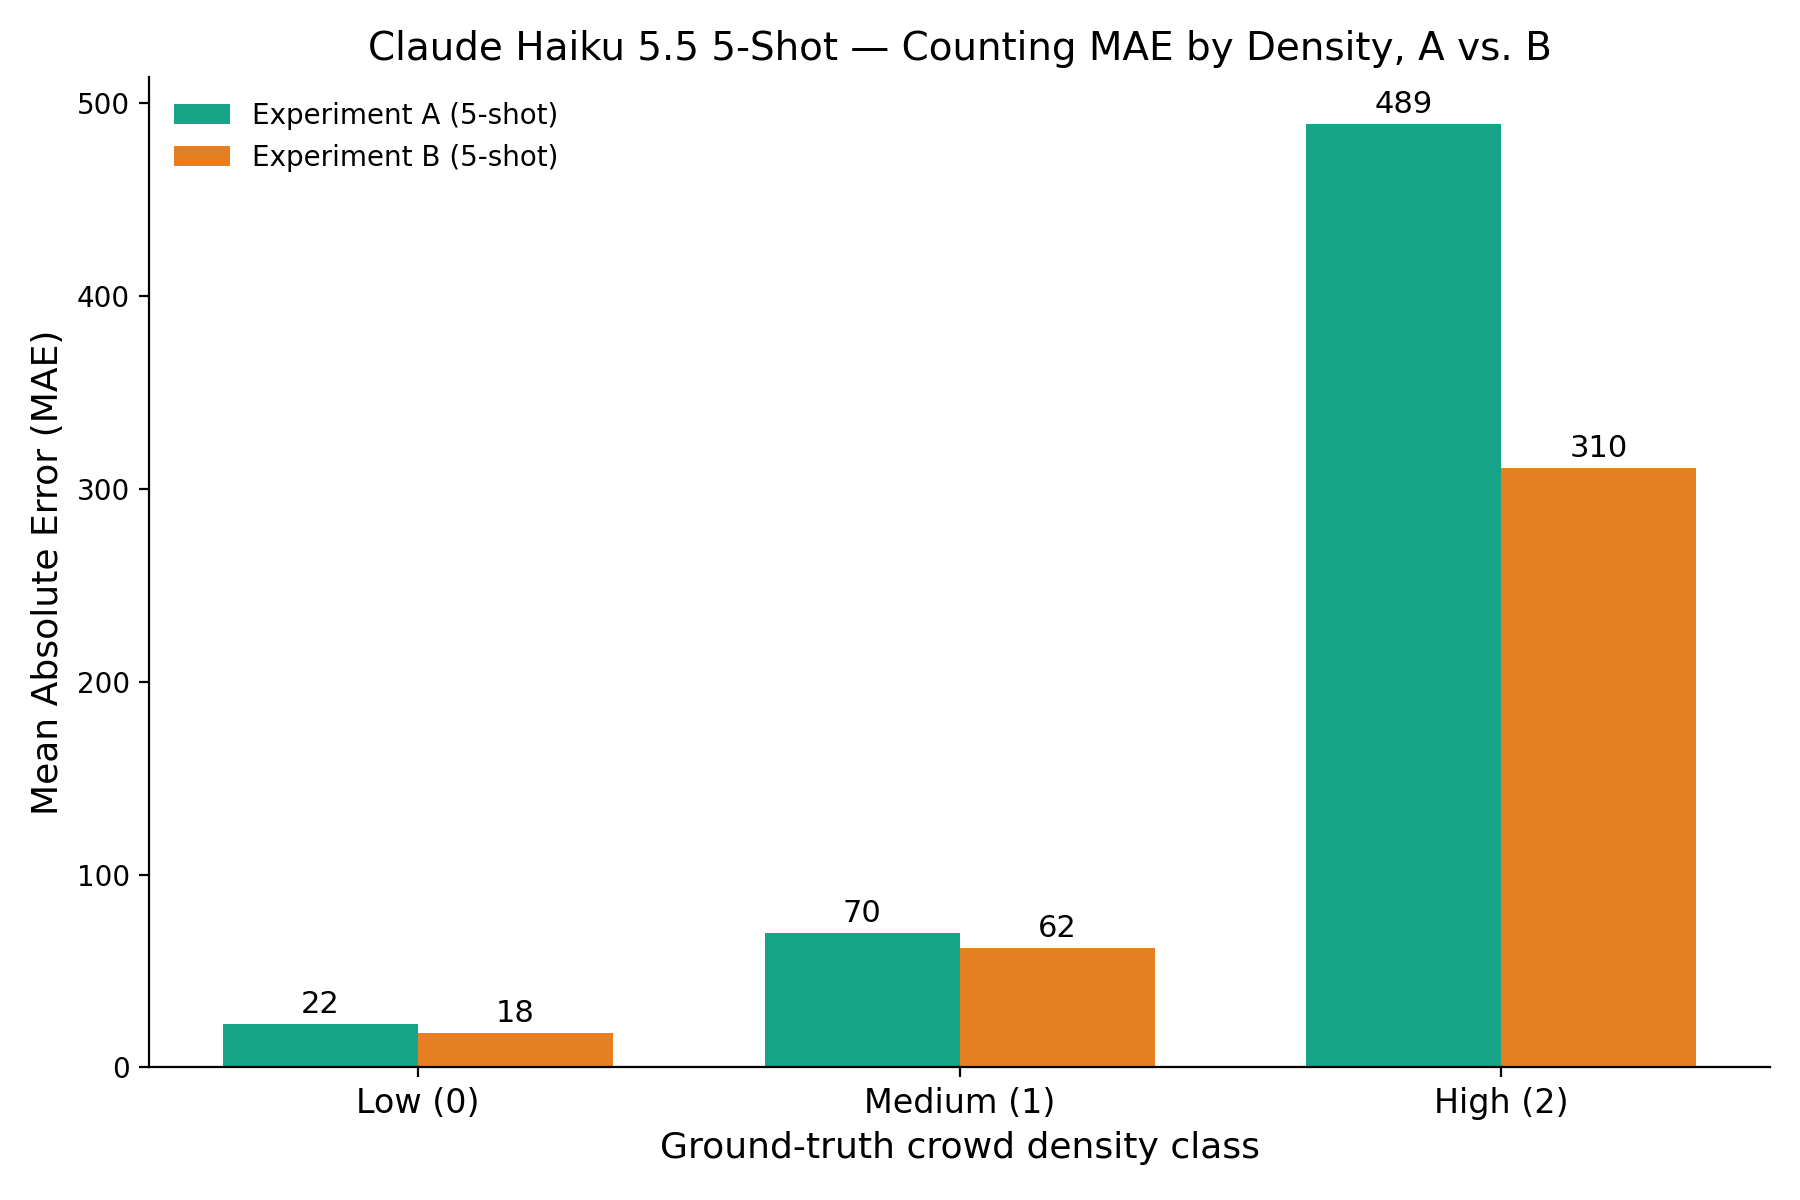 Claude Haiku 5.5 5-Shot — Counting MAE by Density, A vs. B
Experiment A (5-shot)
Experiment B (5-shot)
Mean Absolute Error (MAE)
500
400
300
200
100
0
22
18
70
62
489
310
Low (0)
Medium (1)
High (2)
Ground-truth crowd density class